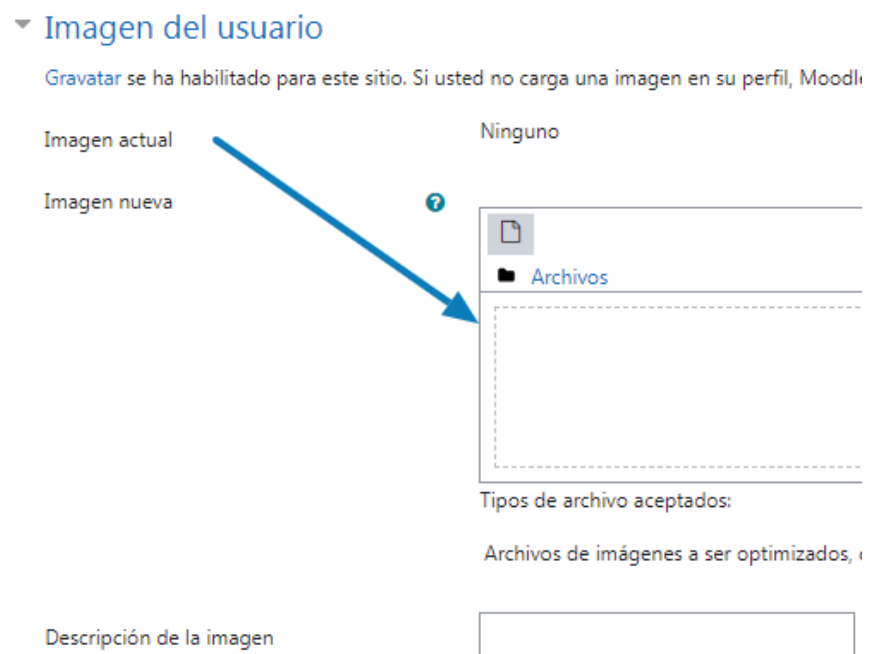 Imagen del usuario
Gravatar se ha habilitado para este sitio. Si usted no carga una imagen en su perfil, Moodle
Imagen actual
Ninguno
Imagen nueva
Archivos
Tipos de archivo aceptados:
Archivos de imágenes a ser optimizados,
Descripción de la imagen